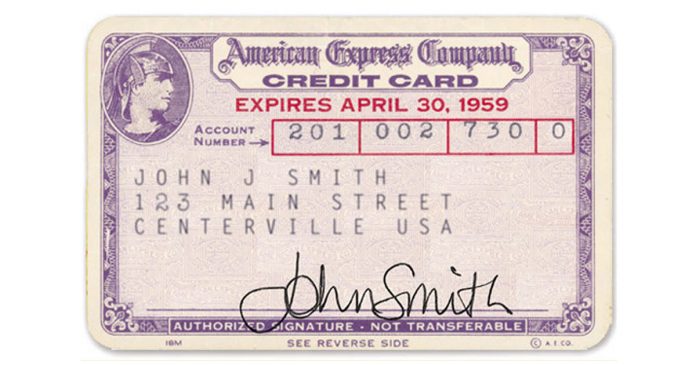 American Express Company
CREDIT CARD
EXPIRES APRIL 30, 1959
ACCOUNT NUMBER → 201 002 730 0
JOHN J SMITH
123 MAIN STREET
CENTERVILLE USA
John Smith
AUTHORIZED SIGNATURE · NOT TRANSFERABLE
IBM SEE REVERSE SIDE © A.E.CO.